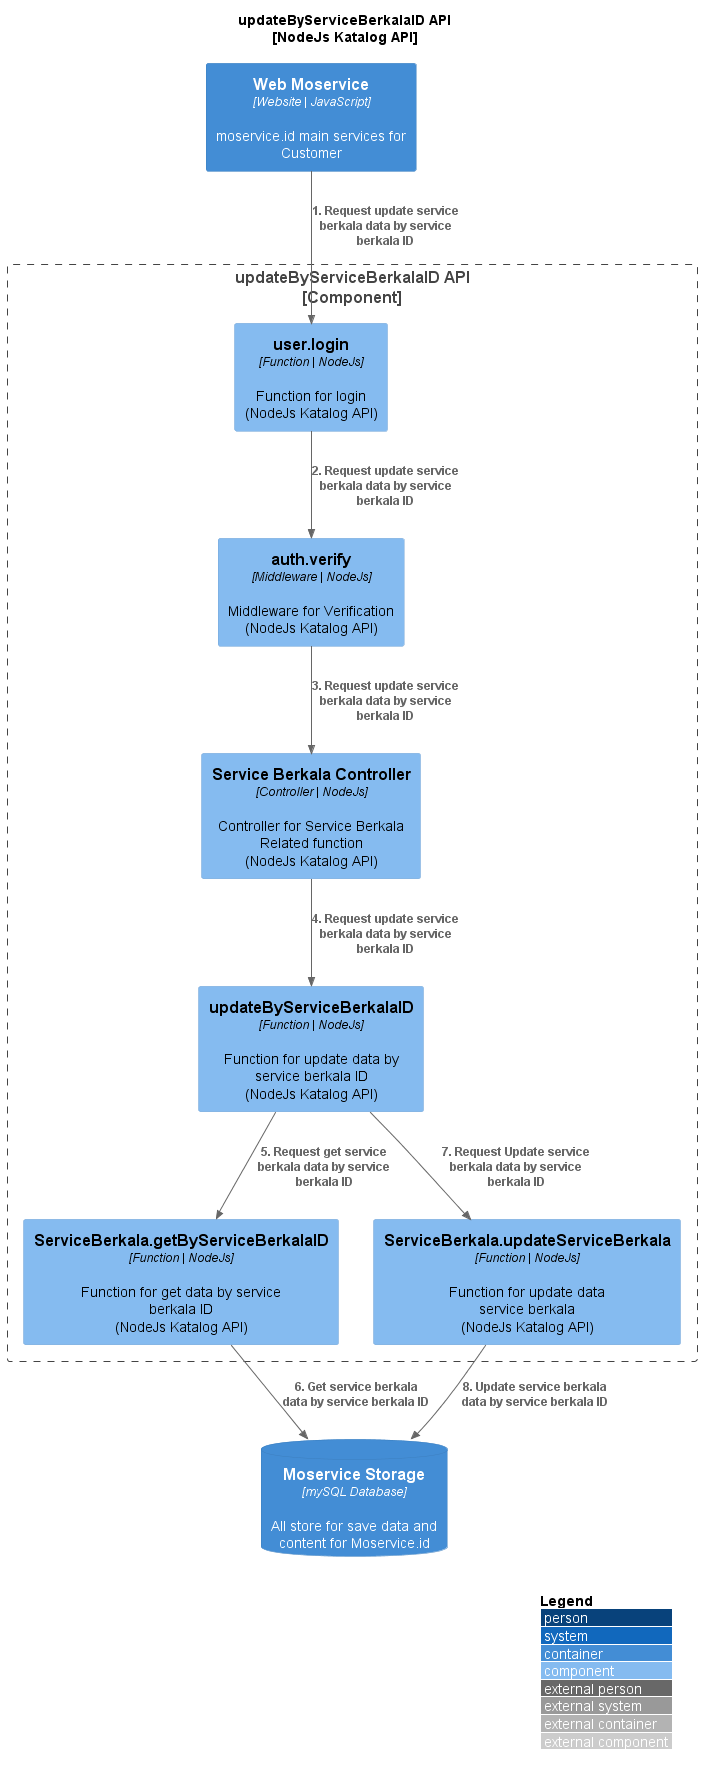 updateByServiceBerkalaID API
[NodeJs Katalog API]
Web Moservice
[Website | JavaScript]
moservice.id main services for
Customer
1. Request update service
berkala data by service
berkala ID
updateByServiceBerkalaID API
[Component]
user.login
[Function | NodeJs]
Function for login
(NodeJs Katalog API)
2. Request update service
berkala data by service
berkala ID
auth.verify
[Middleware | NodeJs]
Middleware for Verification
(NodeJs Katalog API)
3. Request update service
berkala data by service
berkala ID
Service Berkala Controller
[Controller | NodeJs]
Controller for Service Berkala
Related function
(NodeJs Katalog API)
4. Request update service
berkala data by service
berkala ID
updateByServiceBerkalaID
[Function | NodeJs]
Function for update data by
service berkala ID
(NodeJs Katalog API)
5. Request get service
berkala data by service
berkala ID
7. Request Update service
berkala data by service
berkala ID
ServiceBerkala.getByServiceBerkalaID
[Function | NodeJs]
Function for get data by service
berkala ID
(NodeJs Katalog API)
ServiceBerkala.updateServiceBerkala
[Function | NodeJs]
Function for update data
service berkala
(NodeJs Katalog API)
6. Get service berkala
data by service berkala ID
8. Update service berkala
data by service berkala ID
Moservice Storage
[mySQL Database]
All store for save data and
content for Moservice.id
Legend
person
system
container
component
external person
external system
external container
external component